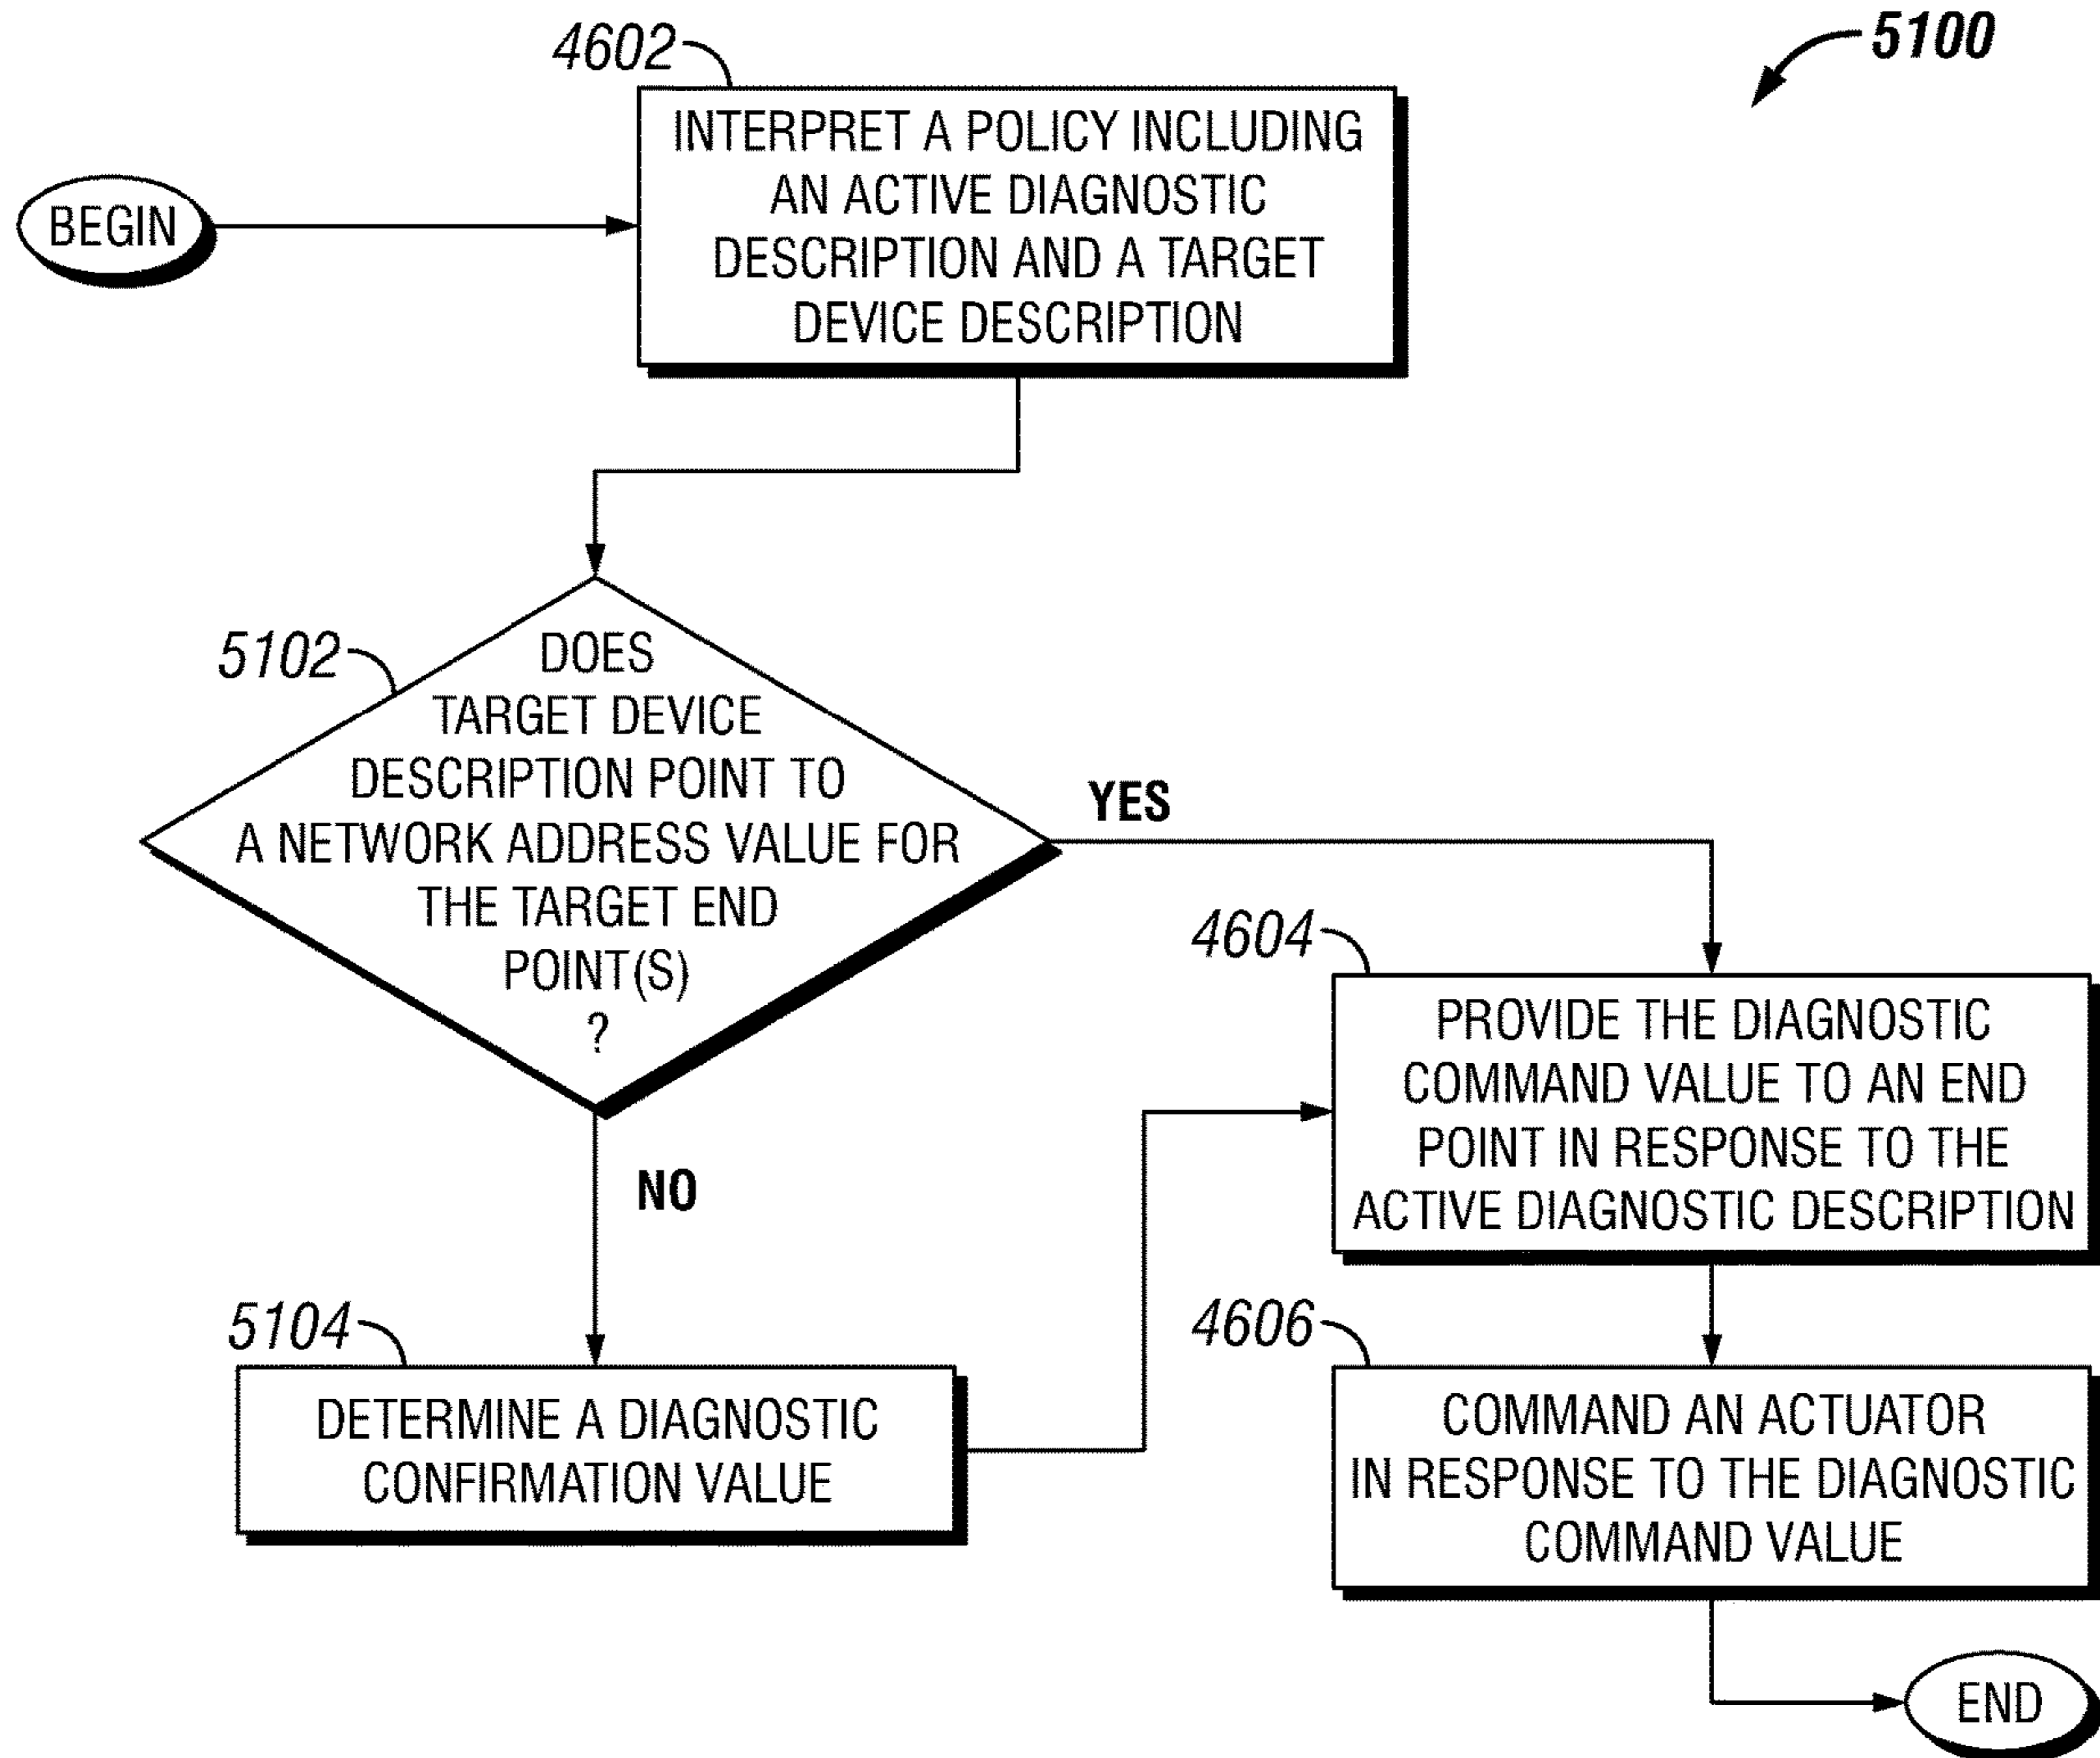 5100
4602
INTERPRET A POLICY INCLUDING
AN ACTIVE DIAGNOSTIC
DESCRIPTION AND A TARGET
DEVICE DESCRIPTION
BEGIN
5102
DOES
TARGET DEVICE
DESCRIPTION POINT TO
A NETWORK ADDRESS VALUE FOR
THE TARGET END
POINT(S)
?
YES
NO
4604
PROVIDE THE DIAGNOSTIC
COMMAND VALUE TO AN END
POINT IN RESPONSE TO THE
ACTIVE DIAGNOSTIC DESCRIPTION
5104
DETERMINE A DIAGNOSTIC
CONFIRMATION VALUE
4606
COMMAND AN ACTUATOR
IN RESPONSE TO THE DIAGNOSTIC
COMMAND VALUE
END